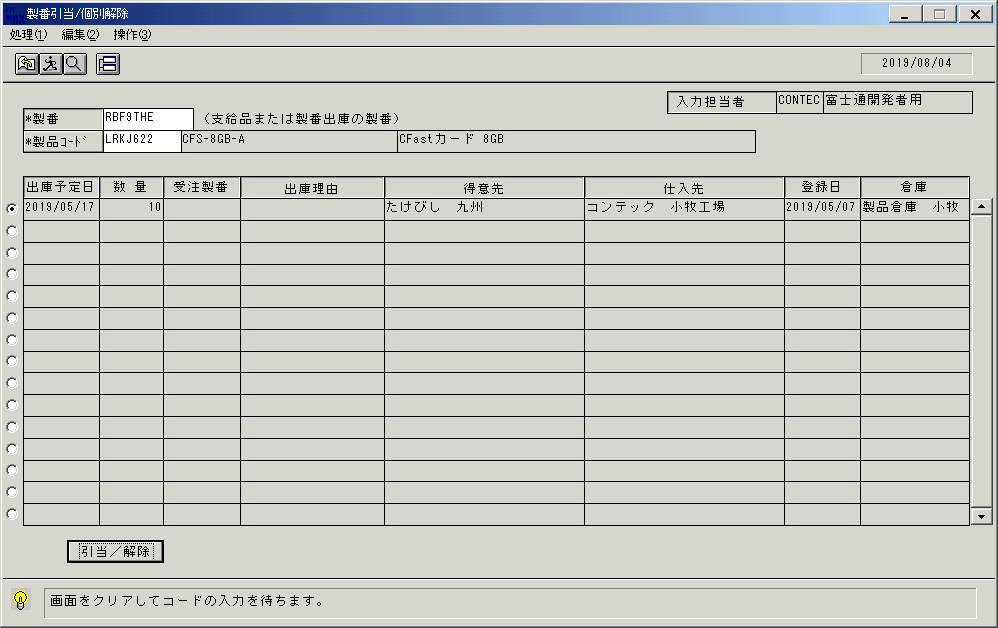 製番引当/個別解除
処理(1) 編集(2) 操作(3)
2019/08/04
入力担当者 CONTEC 富士通開発者用
*製番 RBF9THE (支給品または製番出庫の製番)
*製品ｺｰﾄﾞ LRKJ622 CFS-8GB-A CFastカード 8GB
出庫予定日 数 量 受注製番 出庫理由 得意先 仕入先 登録日 倉庫
2019/05/17 10 たけびし 九州 コンテック 小牧工場 2019/05/07 製品倉庫 小牧
引当／解除
画面をクリアしてコードの入力を待ちます。